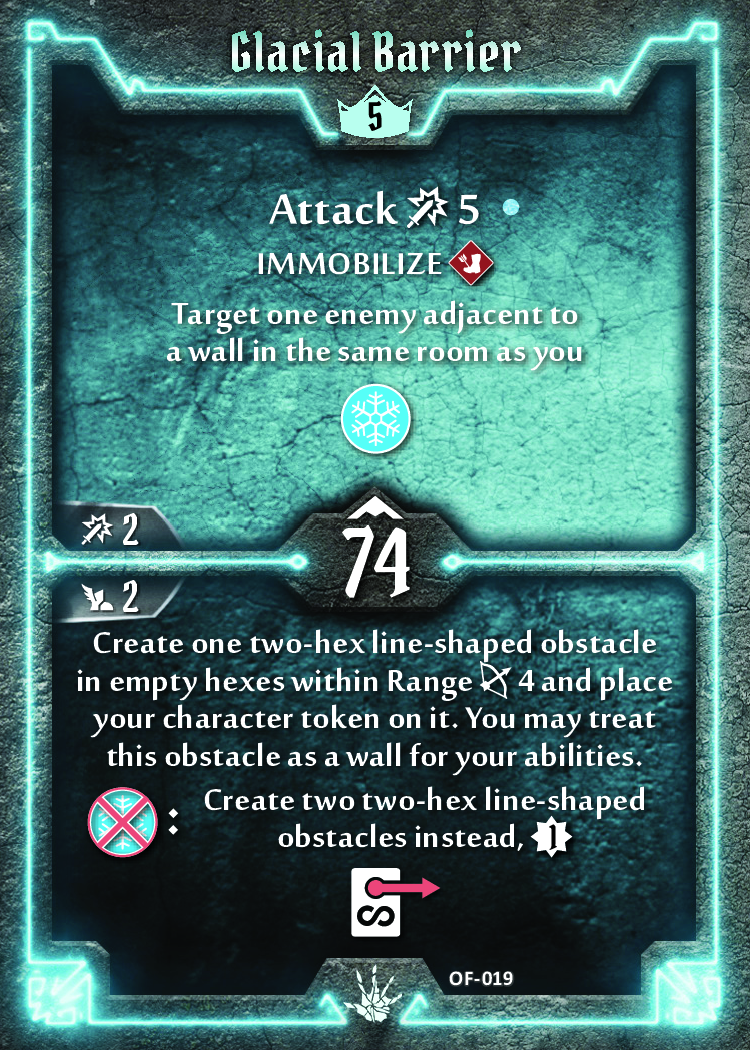 Glacial Barrier
5
Attack 5
IMMOBILIZE
Target one enemy adjacent to
a wall in the same room as you
2
74
2
Create one two-hex line-shaped obstacle
in empty hexes within Range 4 and place
your character token on it. You may treat
this obstacle as a wall for your abilities.
: Create two two-hex line-shaped
obstacles instead, 1
S
OF-019